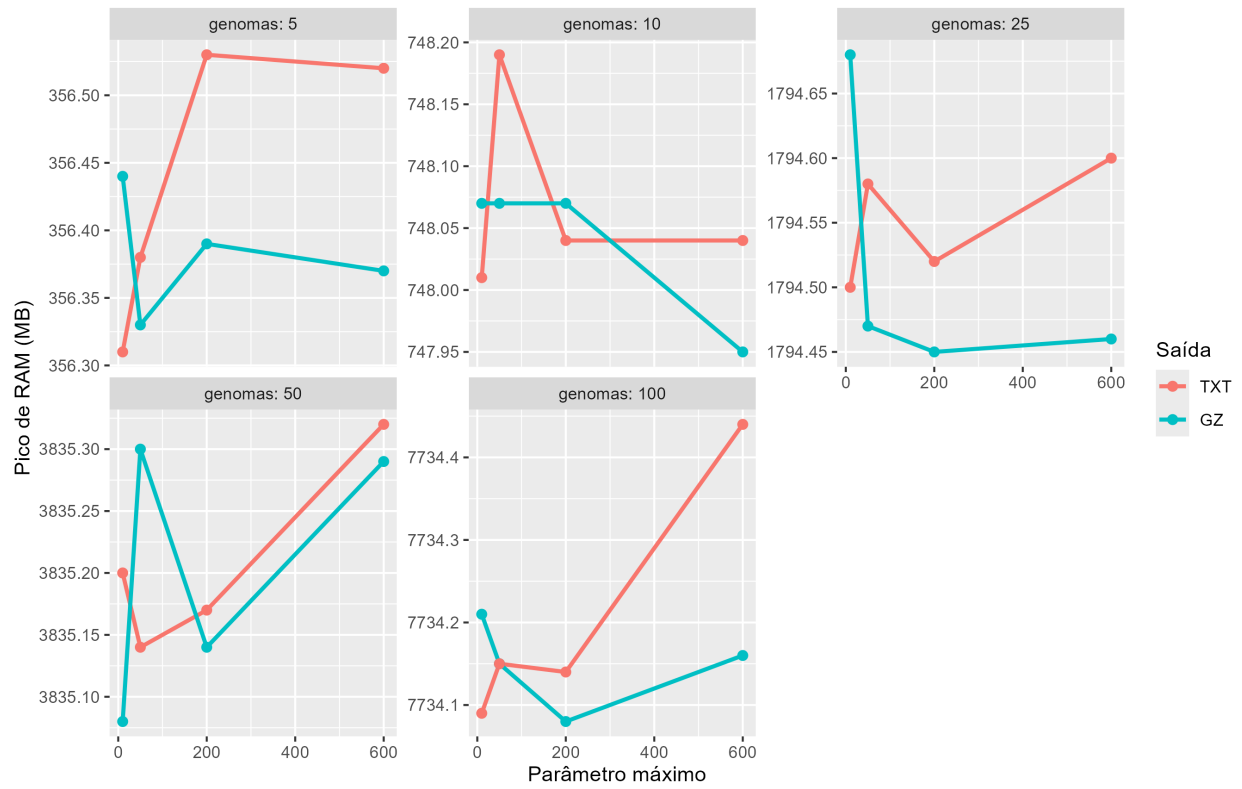 genomas: 5
genomas: 10
genomas: 25
356.50
356.45
356.40
356.35
356.30
748.20
748.15
748.10
748.05
748.00
747.95
1794.65
1794.60
1794.55
1794.50
1794.45
0 200 400 600
genomas: 50
genomas: 100
3835.30
3835.25
3835.20
3835.15
3835.10
7734.4
7734.3
7734.2
7734.1
0 200 400 600
0 200 400 600
Parâmetro máximo
Pico de RAM (MB)
Saída
TXT
GZ